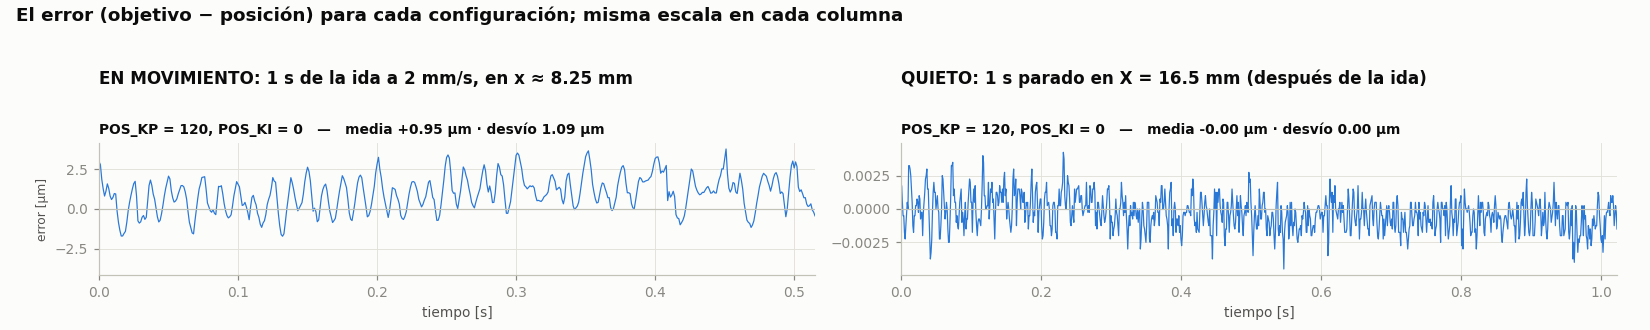 El error (objetivo − posición) para cada configuración; misma escala en cada columna
EN MOVIMIENTO: 1 s de la ida a 2 mm/s, en x ≈ 8.25 mm
QUIETO: 1 s parado en X = 16.5 mm (después de la ida)
POS_KP = 120, POS_KI = 0 — media +0.95 µm · desvío 1.09 µm
POS_KP = 120, POS_KI = 0 — media -0.00 µm · desvío 0.00 µm
error [µm]
2.5
0.0
−2.5
0.0 0.1 0.2 0.3 0.4 0.5
tiempo [s]
0.0025
0.0000
−0.0025
0.0 0.2 0.4 0.6 0.8 1.0
tiempo [s]